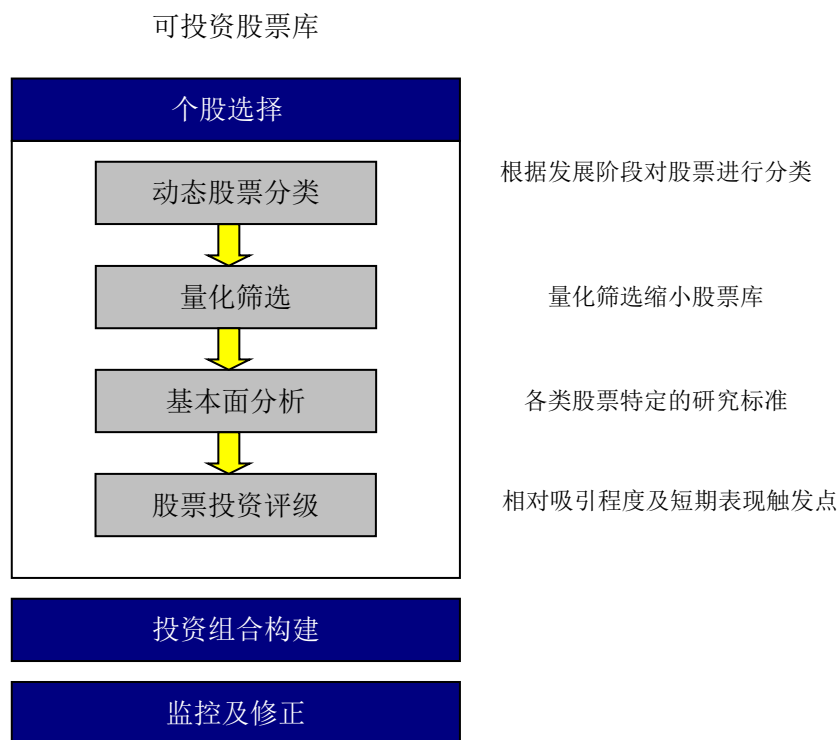 可投资股票库
个股选择
动态股票分类
根据发展阶段对股票进行分类
量化筛选
量化筛选缩小股票库
基本面分析
各类股票特定的研究标准
股票投资评级
相对吸引程度及短期表现触发点
投资组合构建
监控及修正